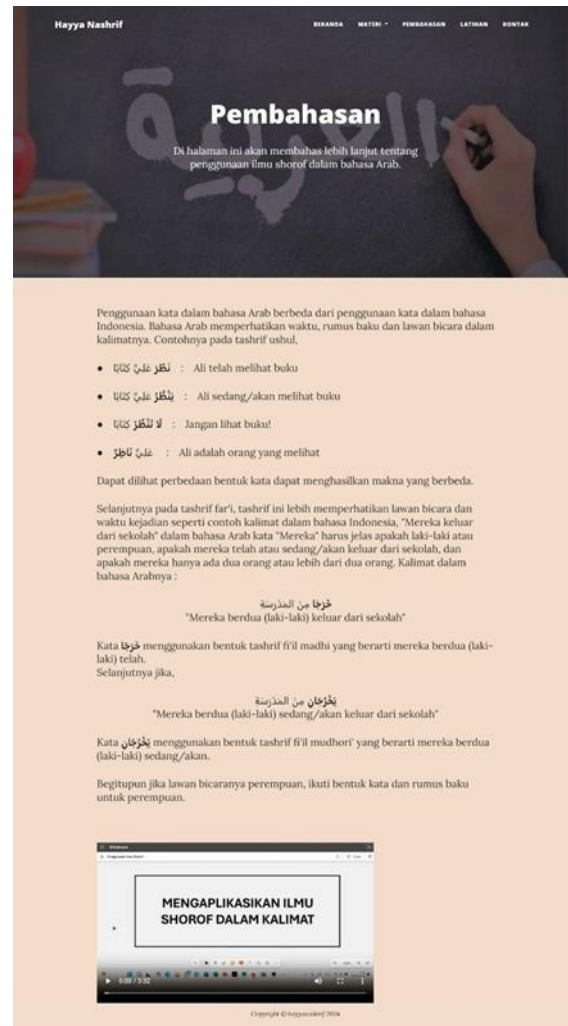 Hayya Nashrif
BERANDA MATERI PEMBAHASAN LATIHAN KONTAK
العربية
Pembahasan
Di halaman ini akan membahas lebih lanjut tentang
penggunaan ilmu shorof dalam bahasa Arab.
Penggunaan kata dalam bahasa Arab berbeda dari penggunaan kata dalam bahasa
Indonesia. Bahasa Arab memperhatikan waktu, rumus baku dan lawan bicara dalam
kalimatnya. Contohnya pada tashrif ushul,
• نَظَرَ عَلِيٌّ كِتَابًا : Ali telah melihat buku
• يَنْظُرُ عَلِيٌّ كِتَابًا : Ali sedang/akan melihat buku
• لَا تَنْظُرْ كِتَابًا : Jangan lihat buku!
• عَلِيٌّ نَاظِرٌ : Ali adalah orang yang melihat
Dapat dilihat perbedaan bentuk kata dapat menghasilkan makna yang berbeda.
Selanjutnya pada tashrif far'i, tashrif ini lebih memperhatikan lawan bicara dan
waktu kejadian seperti contoh kalimat dalam bahasa Indonesia, "Mereka keluar
dari sekolah" dalam bahasa Arab kata "Mereka" harus jelas apakah laki-laki atau
perempuan, apakah mereka telah atau sedang/akan keluar dari sekolah, dan
apakah mereka hanya ada dua orang atau lebih dari dua orang. Kalimat dalam
bahasa Arabnya :
خَرَجَا مِنَ المَدْرَسَةِ
"Mereka berdua (laki-laki) keluar dari sekolah"
Kata خَرَجَا menggunakan bentuk tashrif fi'il madhi yang berarti mereka berdua (laki-
laki) telah.
Selanjutnya jika,
يَخْرُجَانِ مِنَ المَدْرَسَةِ
"Mereka berdua (laki-laki) sedang/akan keluar dari sekolah"
Kata يَخْرُجَانِ menggunakan bentuk tashrif fi'il mudhori' yang berarti mereka berdua
(laki-laki) sedang/akan.
Begitupun jika lawan bicaranya perempuan, ikuti bentuk kata dan rumus baku
untuk perempuan.
MENGAPLIKASIKAN ILMU
SHOROF DALAM KALIMAT
0:00 / 3:32